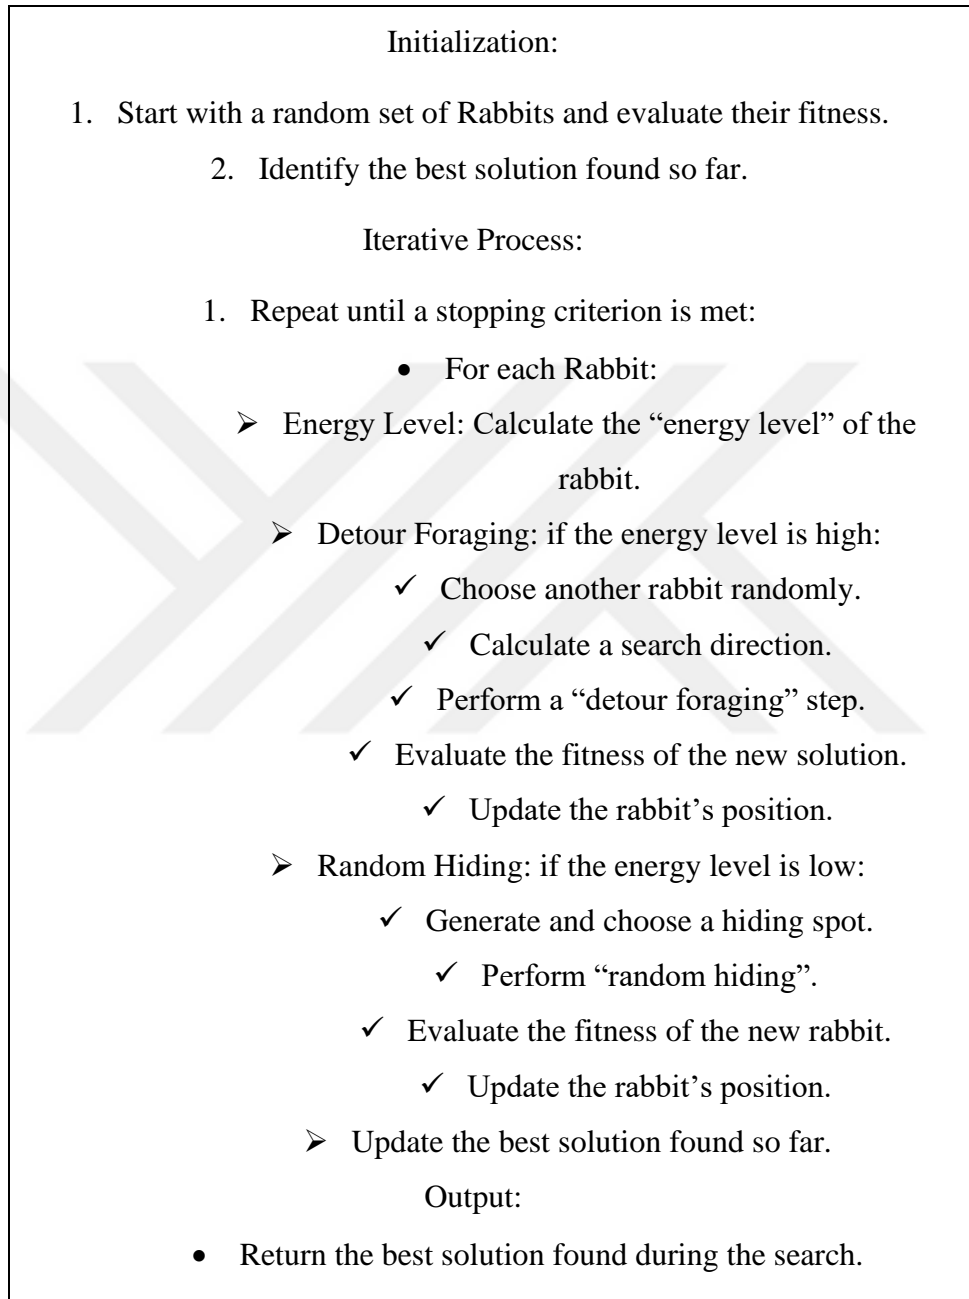 Initialization:
1. Start with a random set of Rabbits and evaluate their fitness.
2. Identify the best solution found so far.
Iterative Process:
1. Repeat until a stopping criterion is met:
• For each Rabbit:
➢ Energy Level: Calculate the “energy level” of the
rabbit.
➢ Detour Foraging: if the energy level is high:
✓ Choose another rabbit randomly.
✓ Calculate a search direction.
✓ Perform a “detour foraging” step.
✓ Evaluate the fitness of the new solution.
✓ Update the rabbit’s position.
➢ Random Hiding: if the energy level is low:
✓ Generate and choose a hiding spot.
✓ Perform “random hiding”.
✓ Evaluate the fitness of the new rabbit.
✓ Update the rabbit’s position.
➢ Update the best solution found so far.
Output:
• Return the best solution found during the search.